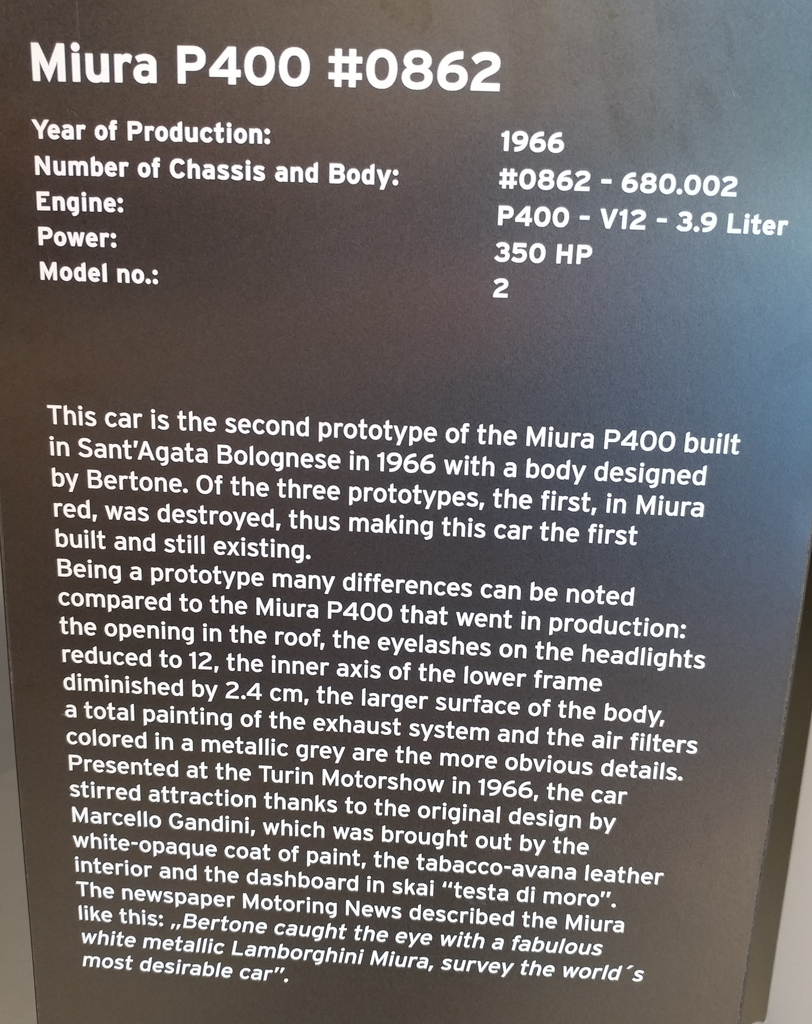 Miura P400 #0862
Year of Production: 1966
Number of Chassis and Body: #0862 - 680.002
Engine: P400 - V12 - 3.9 Liter
Power: 350 HP
Model no.: 2
This car is the second prototype of the Miura P400 built
in Sant'Agata Bolognese in 1966 with a body designed
by Bertone. Of the three prototypes, the first, in Miura
red, was destroyed, thus making this car the first
built and still existing.
Being a prototype many differences can be noted
compared to the Miura P400 that went in production:
the opening in the roof, the eyelashes on the headlights
reduced to 12, the inner axis of the lower frame
diminished by 2.4 cm, the larger surface of the body,
a total painting of the exhaust system and the air filters
colored in a metallic grey are the more obvious details.
Presented at the Turin Motorshow in 1966, the car
stirred attraction thanks to the original design by
Marcello Gandini, which was brought out by the
white-opaque coat of paint, the tabacco-avana leather
interior and the dashboard in skai "testa di moro".
The newspaper Motoring News described the Miura
like this: „Bertone caught the eye with a fabulous
white metallic Lamborghini Miura, survey the world´s
most desirable car".